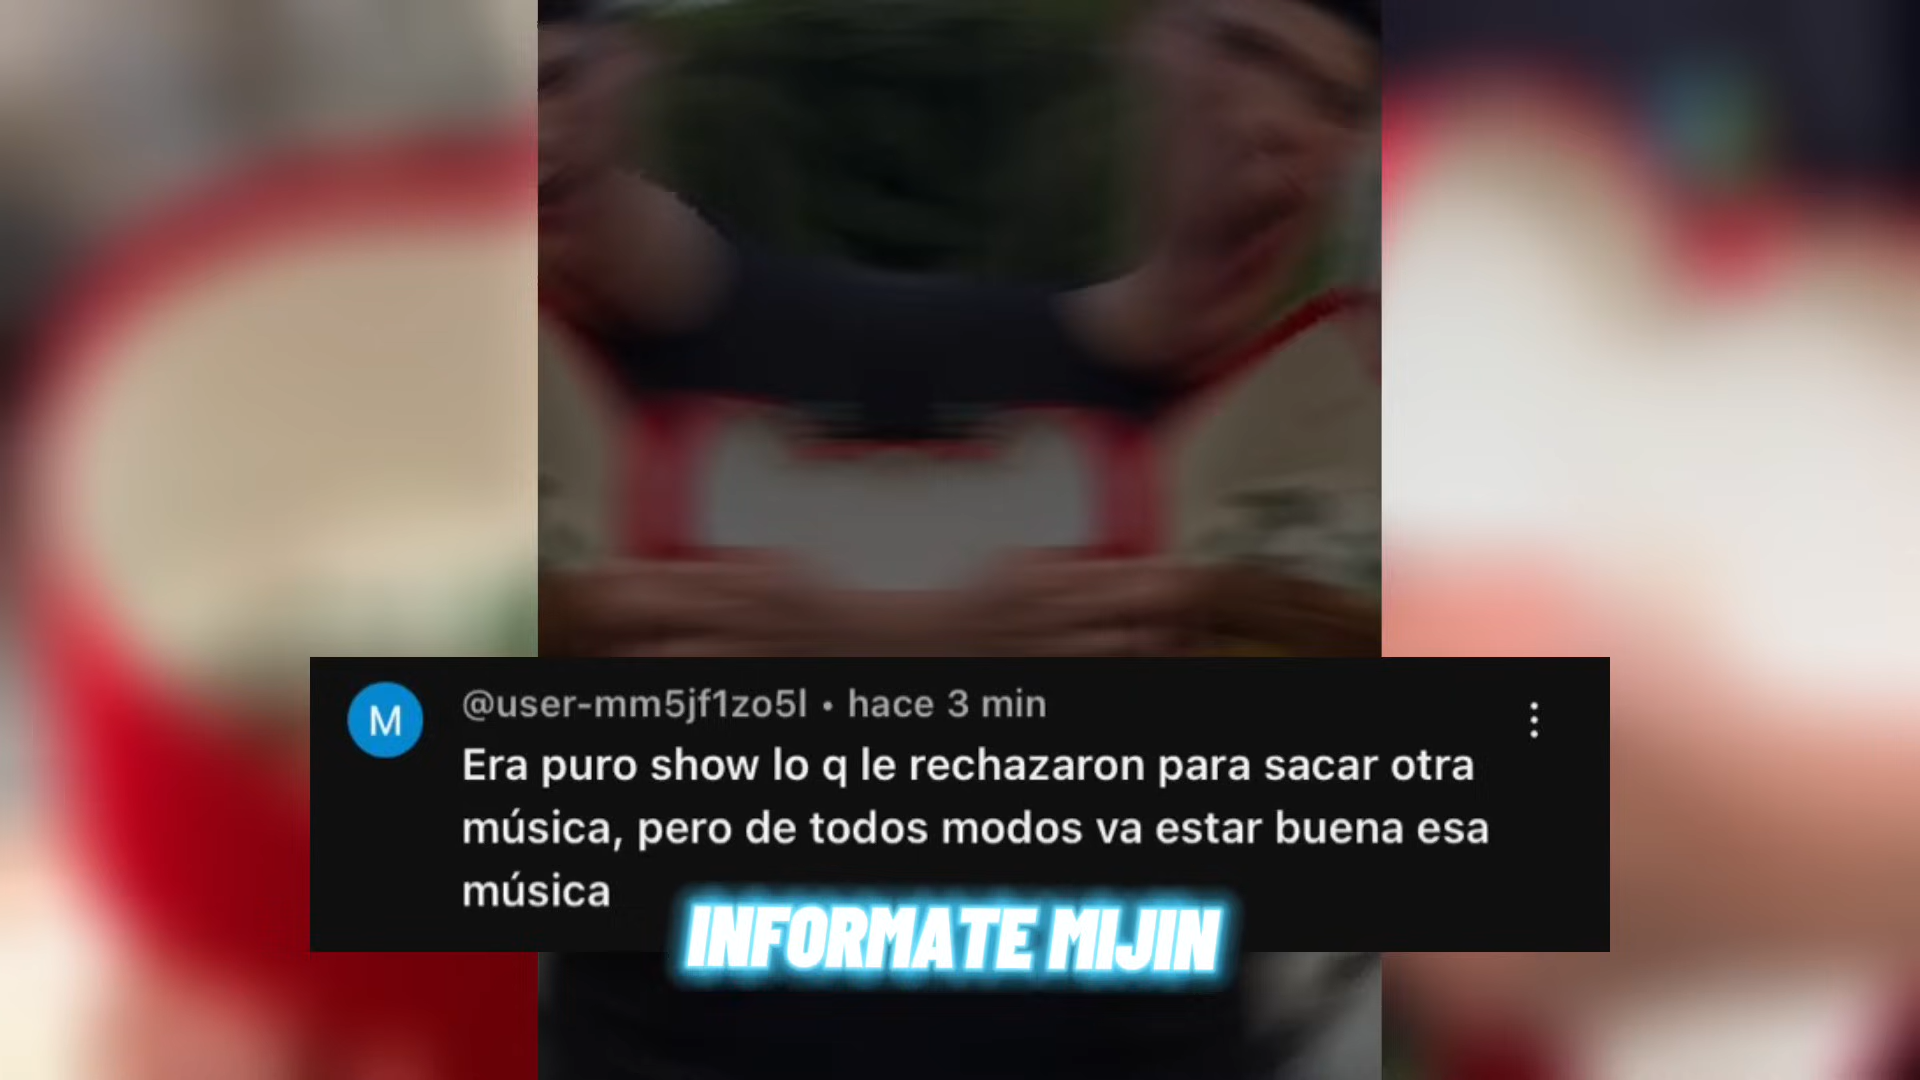 M
@user-mm5jf1zo5l • hace 3 min
Era puro show lo q le rechazaron para sacar otra
música, pero de todos modos va estar buena esa
música
INFORMATE MIJIN